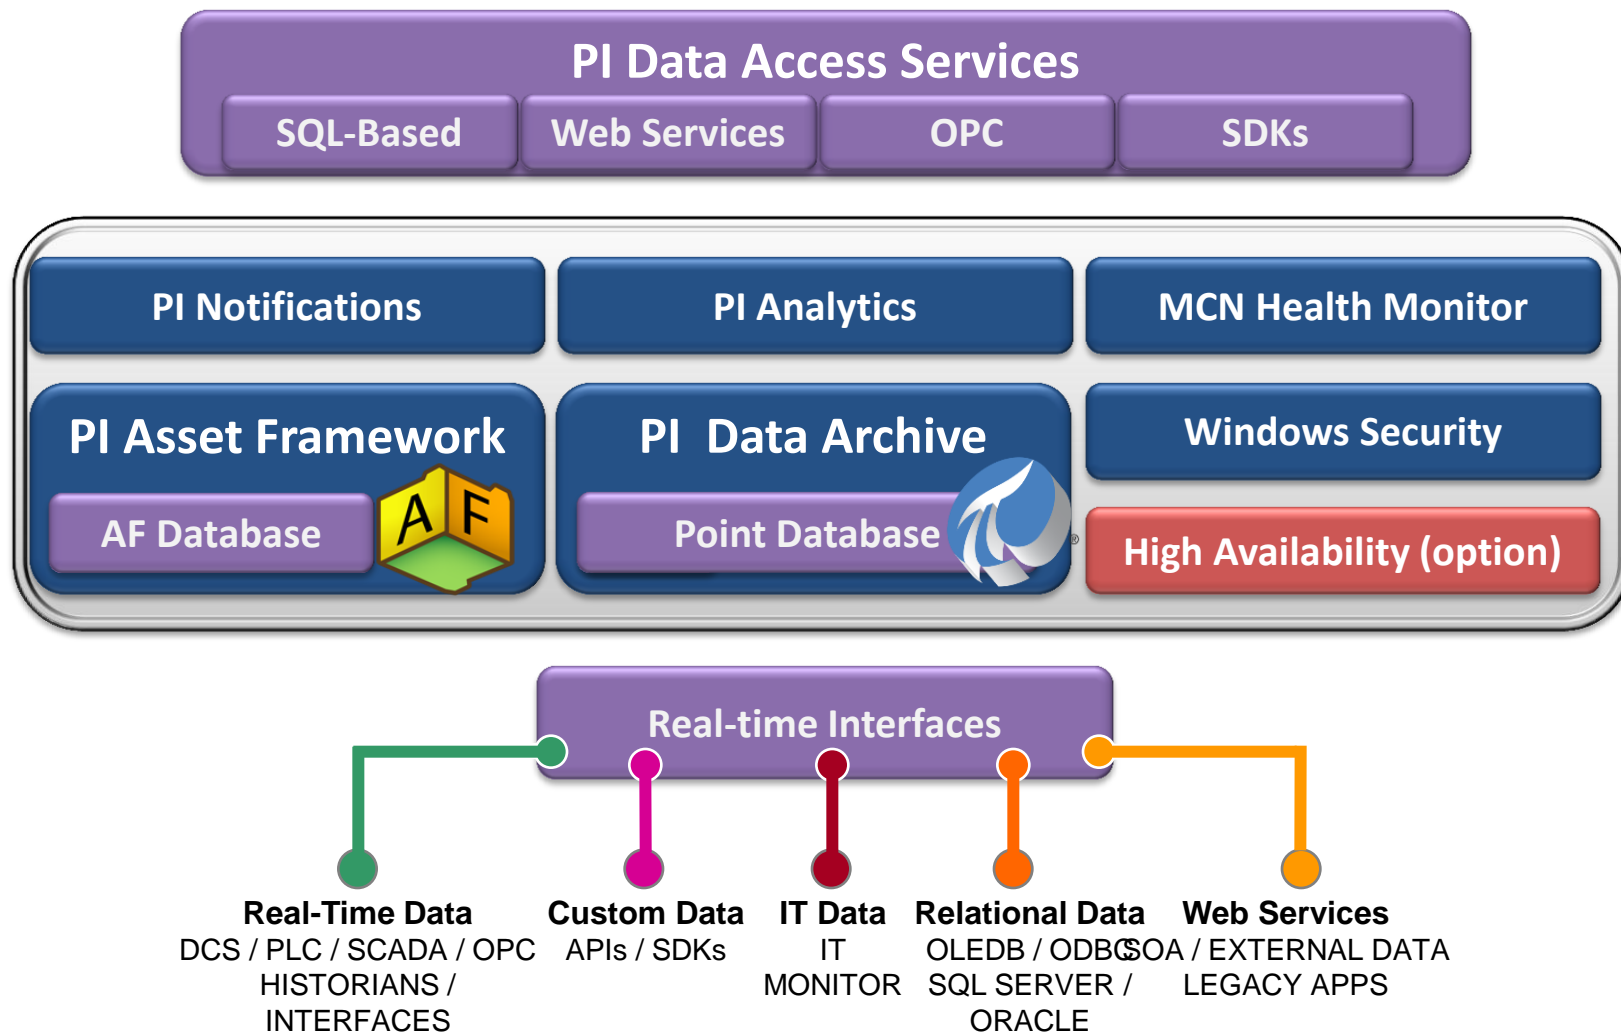 PI Data Access Services
SQL-Based
Web Services
OPC
SDKs
PI Notifications
PI Analytics
MCN Health Monitor
PI Asset Framework
AF Database
A F
PI Data Archive
Point Database
®
Windows Security
High Availability (option)
Real-time Interfaces
Real-Time Data
DCS / PLC / SCADA / OPC
HISTORIANS /
INTERFACES
Custom Data
APIs / SDKs
IT Data
IT
MONITOR
Relational Data
OLEDB / ODBC
SQL SERVER /
ORACLE
Web Services
SOA / EXTERNAL DATA
LEGACY APPS